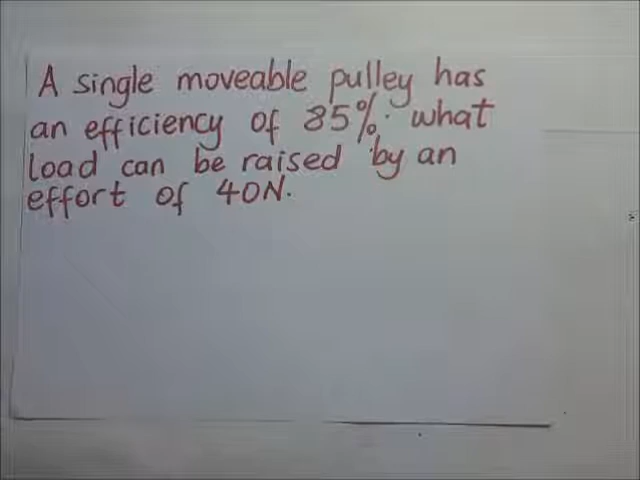 A single moveable pulley has
an efficiency of 85%. what
load can be raised by an
effort of 40N.